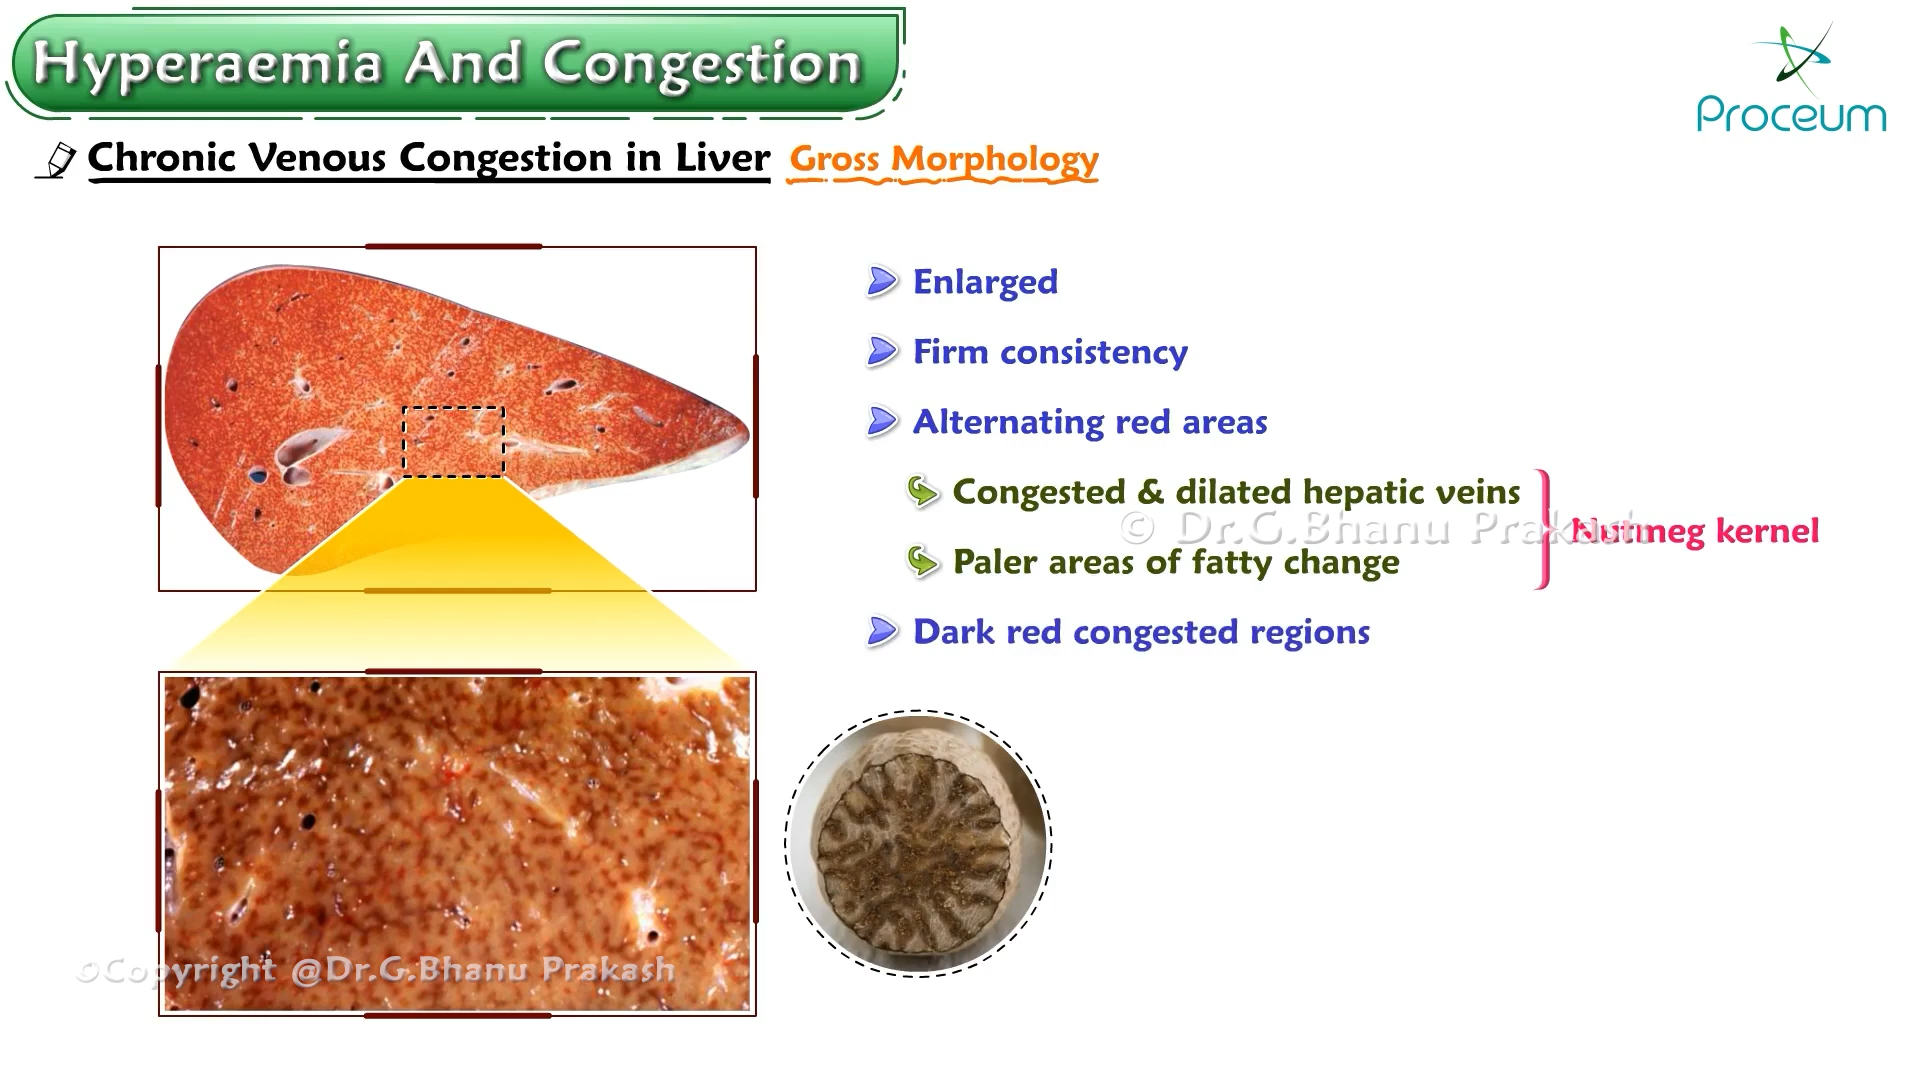 Hyperaemia And Congestion
Proceum
Chronic Venous Congestion in Liver Gross Morphology
Enlarged
Firm consistency
Alternating red areas
Congested & dilated hepatic veins
© Dr.G.Bhanu Prakash
Nutmeg kernel
Paler areas of fatty change
Dark red congested regions
©Copyright @Dr.G.Bhanu Prakash